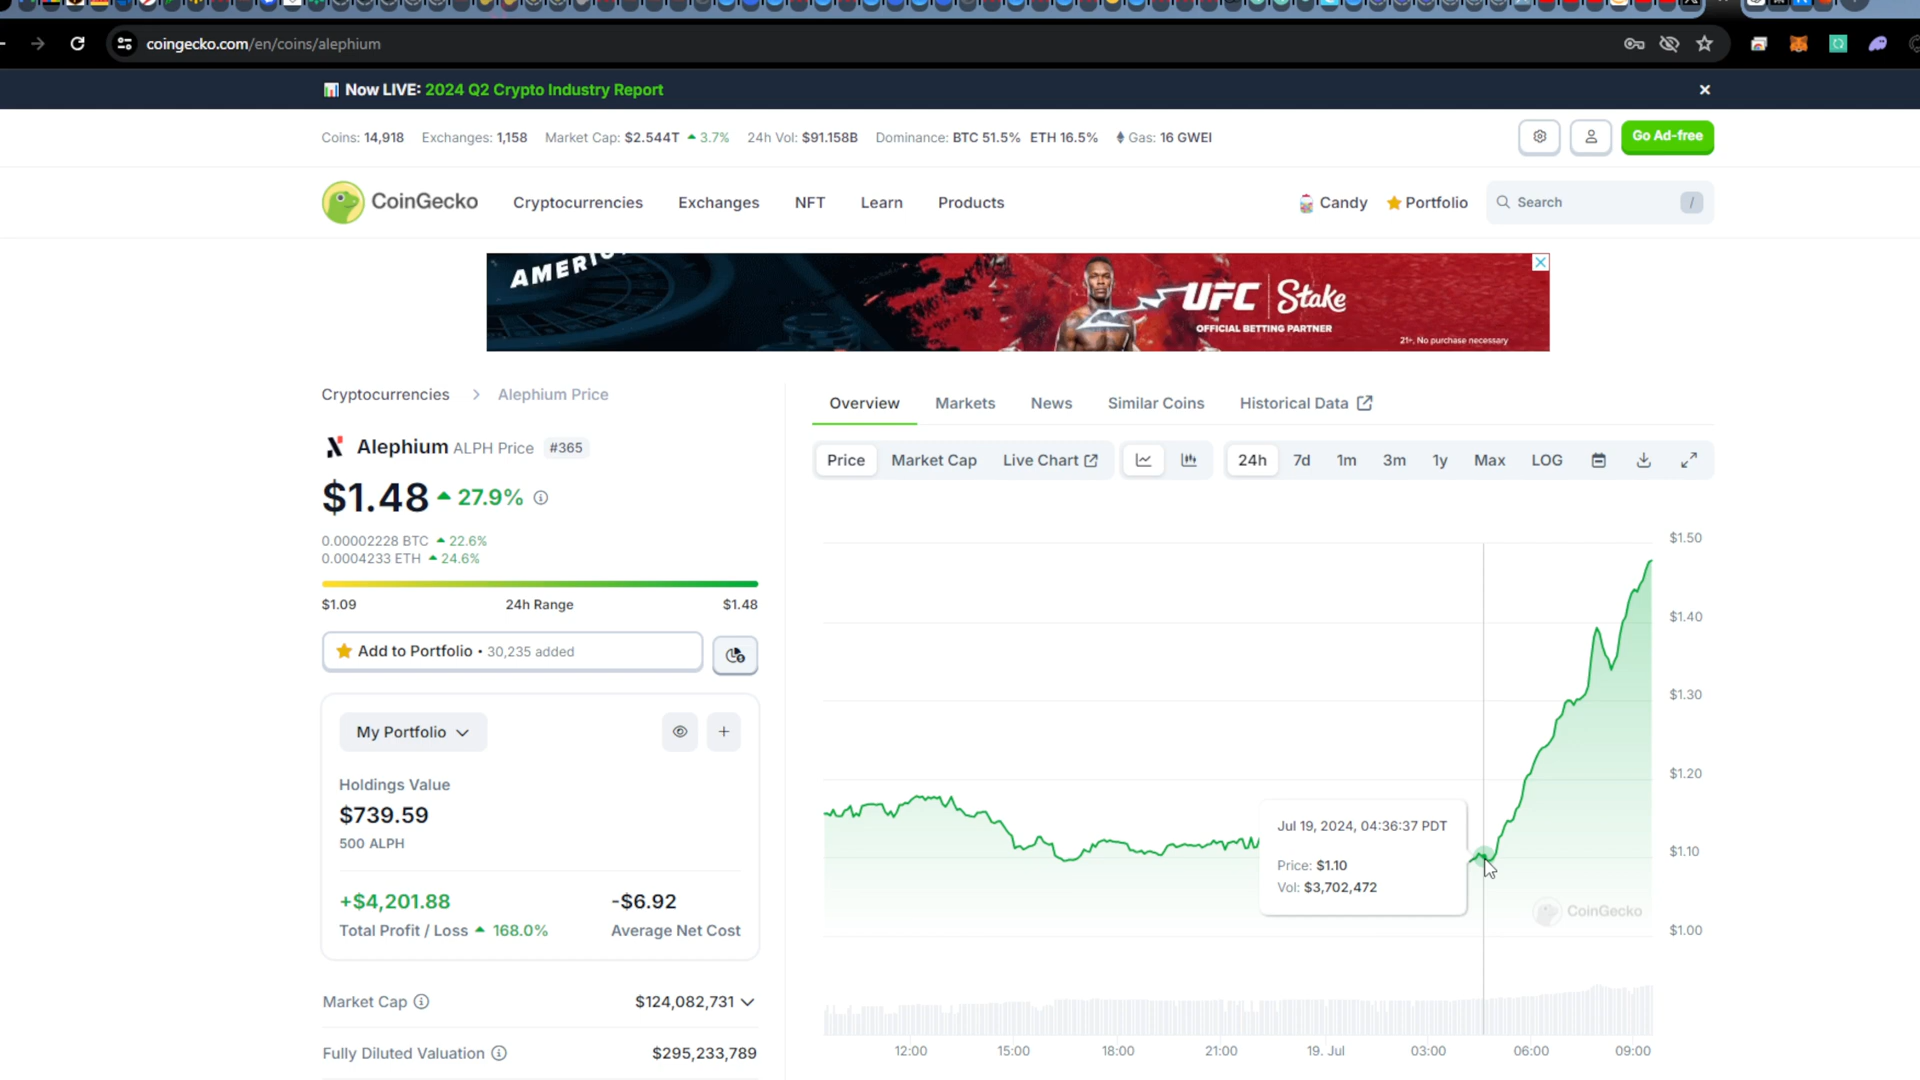 coingecko.com/en/coins/alephium
Now LIVE: 2024 Q2 Crypto Industry Report
Coins: 14,918 Exchanges: 1,158 Market Cap: $2.544T 3.7% 24h Vol: $91.158B Dominance: BTC 51.5% ETH 16.5% Gas: 16 GWEI
Go Ad-free
CoinGecko Cryptocurrencies Exchanges NFT Learn Products Candy Portfolio Search /
UFC Stake
OFFICIAL BETTING PARTNER
21+, No purchase necessary
Cryptocurrencies > Alephium Price
Overview Markets News Similar Coins Historical Data
Alephium ALPH Price #365
Price Market Cap Live Chart 24h 7d 1m 3m 1y Max LOG
$1.48 27.9%
0.00002228 BTC 22.6%
0.0004233 ETH 24.6%
$1.09 24h Range $1.48
Add to Portfolio • 30,235 added
My Portfolio
+
Holdings Value
$739.59
500 ALPH
+$4,201.88 -$6.92
Total Profit / Loss 168.0% Average Net Cost
Market Cap $124,082,731
Fully Diluted Valuation $295,233,789
$1.50
$1.40
$1.30
$1.20
$1.10
$1.00
Jul 19, 2024, 04:36:37 PDT
Price: $1.10
Vol: $3,702,472
CoinGecko
12:00 15:00 18:00 21:00 19. Jul 03:00 06:00 09:00